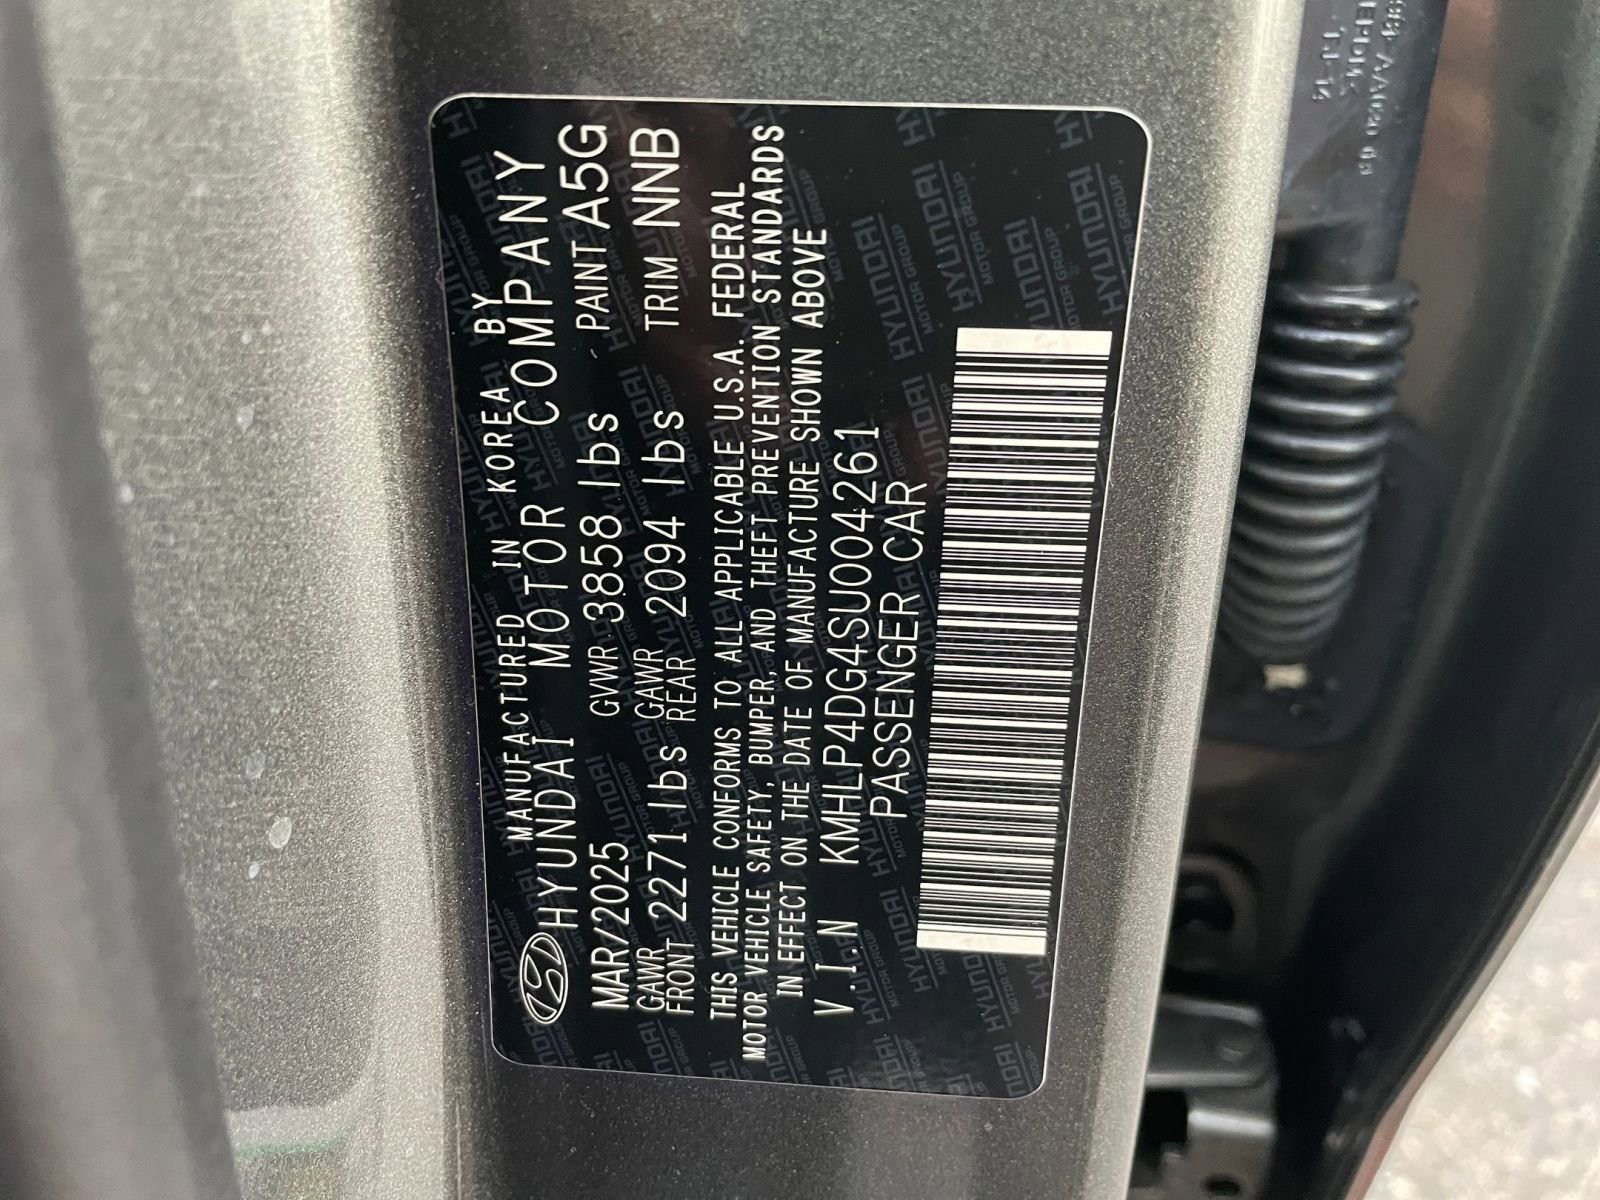 MANUFACTURED IN KOREA BY
HYUNDAI MOTOR COMPANY
MAR/2025 GVWR 3858 lbs PAINT A5G
GAWR FRONT 2271 lbs GAWR REAR 2094 lbs TRIM NNB
THIS VEHICLE CONFORMS TO ALL APPLICABLE U.S.A. FEDERAL
MOTOR VEHICLE SAFETY, BUMPER, AND THEFT PREVENTION STANDARDS
IN EFFECT ON THE DATE OF MANUFACTURE SHOWN ABOVE
V.I.N KMHLP4DG4SU004261
PASSENGER CAR
HYUNDAI
MOTOR GROUP